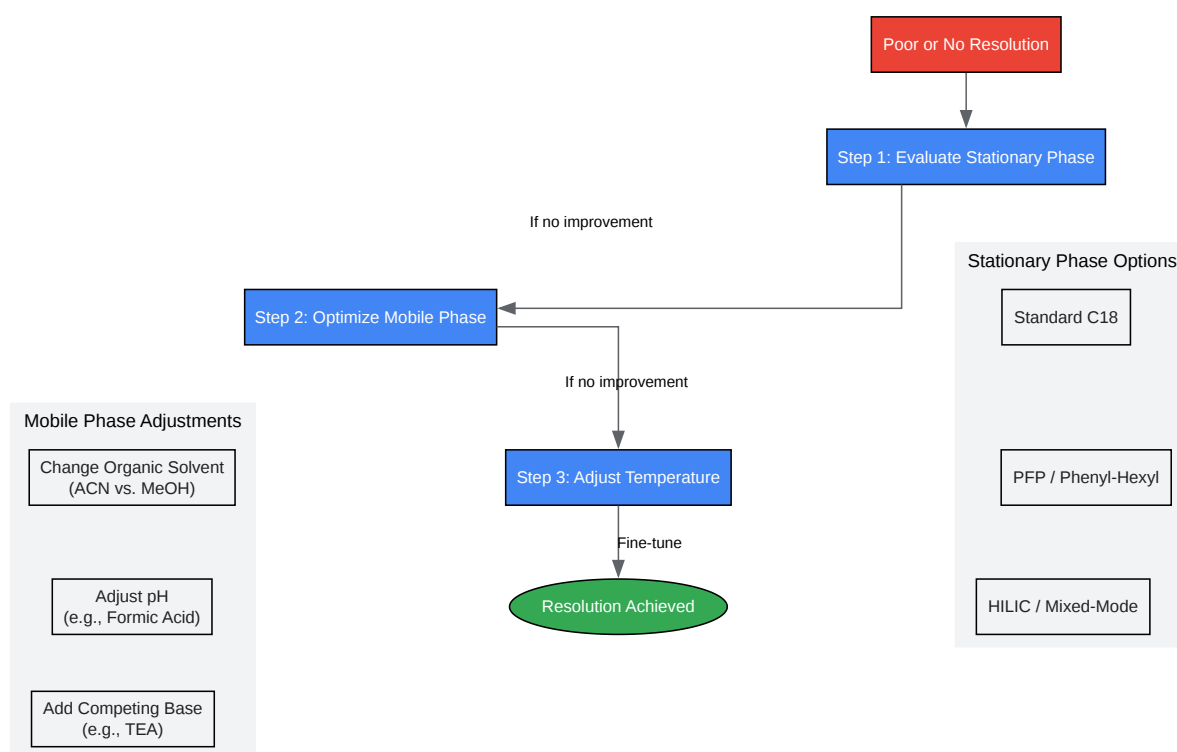 Poor or No Resolution
Step 1: Evaluate Stationary Phase
If no improvement
Stationary Phase Options
Standard C18
PFP / Phenyl-Hexyl
HILIC / Mixed-Mode
Step 2: Optimize Mobile Phase
If no improvement
Mobile Phase Adjustments
Change Organic Solvent
(ACN vs. MeOH)
Adjust pH
(e.g., Formic Acid)
Add Competing Base
(e.g., TEA)
Step 3: Adjust Temperature
Fine-tune
Resolution Achieved